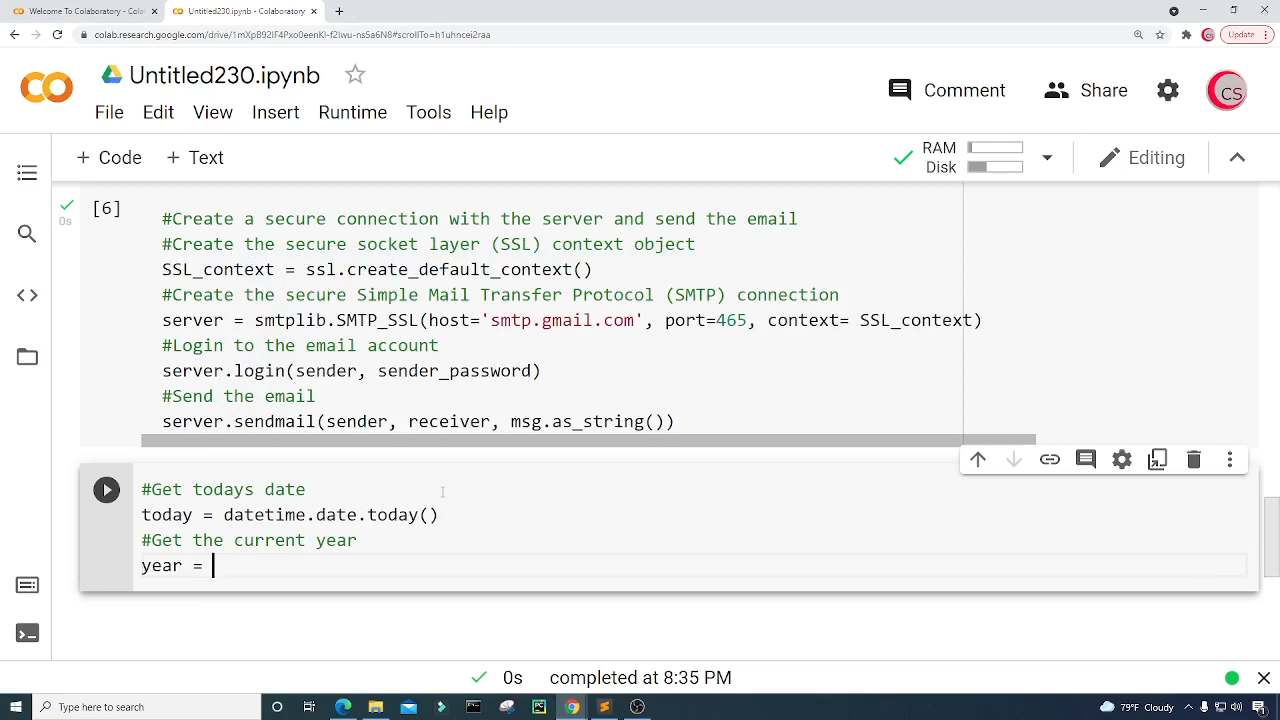 Welcome To Colaboratory - Colal
Untitled230.ipynb - Colaboratory
colab.research.google.com/drive/1mXpB92IF4Pxo0eenKl-f2Iwu-ns5a6N8#scrollTo=h1uhncei2raa
Update
Untitled230.ipynb
File Edit View Insert Runtime Tools Help
Comment Share CS
+ Code + Text
RAM
Disk
Editing
[6]
0s
#Create a secure connection with the server and send the email
#Create the secure socket layer (SSL) context object
SSL_context = ssl.create_default_context()
#Create the secure Simple Mail Transfer Protocol (SMTP) connection
server = smtplib.SMTP_SSL(host='smtp.gmail.com', port=465, context= SSL_context)
#Login to the email account
server.login(sender, sender_password)
#Send the email
server.sendmail(sender, receiver, msg.as_string())
#Get todays date
today = datetime.date.today()
#Get the current year
year =
0s completed at 8:35 PM
Type here to search
79°F Cloudy